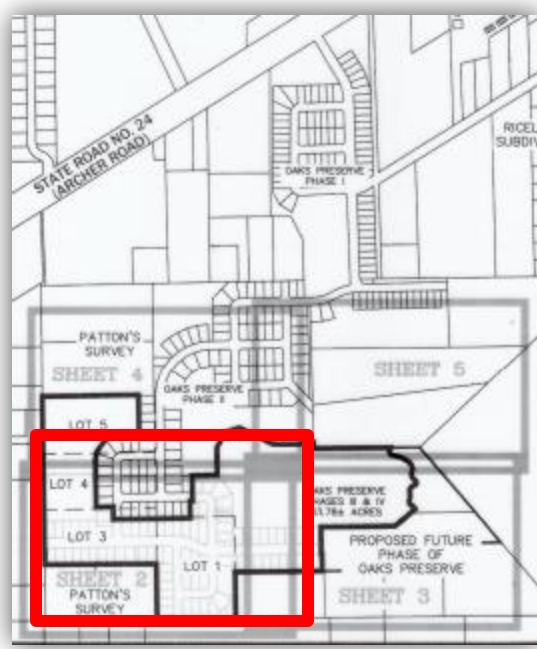 STATE ROAD NO. 24
(ARCHER ROAD)
RICEL
SUBDIV
OAKS PRESERVE
PHASE I
PATTON'S
SURVEY
SHEET 4
SHEET 5
OAKS PRESERVE
PHASE II
LOT 5
LOT 4
OAKS PRESERVE
PHASES III & IV
ACRES
LOT 3
LOT 1
PROPOSED FUTURE
PHASE OF
OAKS PRESERVE
SHEET 2
PATTON'S
SURVEY
SHEET 3